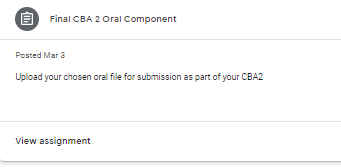 Final CBA 2 Oral Component
Posted Mar 3
Upload your chosen oral file for submission as part of your CBA2
View assignment